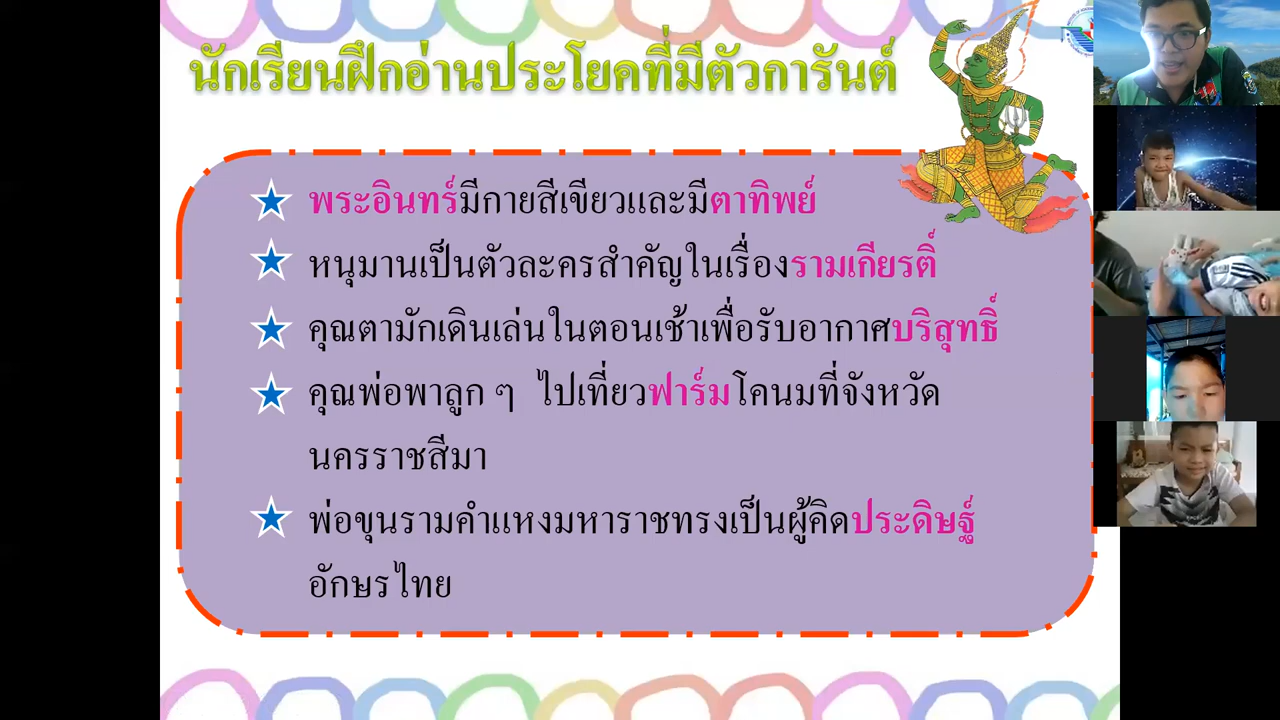 นักเรียนฝึกอ่านประโยคที่มีตัวการันต์
พระอินทร์มีกายสีเขียวและมีตาทิพย์
หนุมานเป็นตัวละครสำคัญในเรื่องรามเกียรติ์
คุณตามักเดินเล่นในตอนเช้าเพื่อรับอากาศบริสุทธิ์
คุณพ่อพาลูก ๆ ไปเที่ยวฟาร์มโคนมที่จังหวัด
นครราชสีมา
พ่อขุนรามคำแหงมหาราชทรงเป็นผู้คิดประดิษฐ์
อักษรไทย